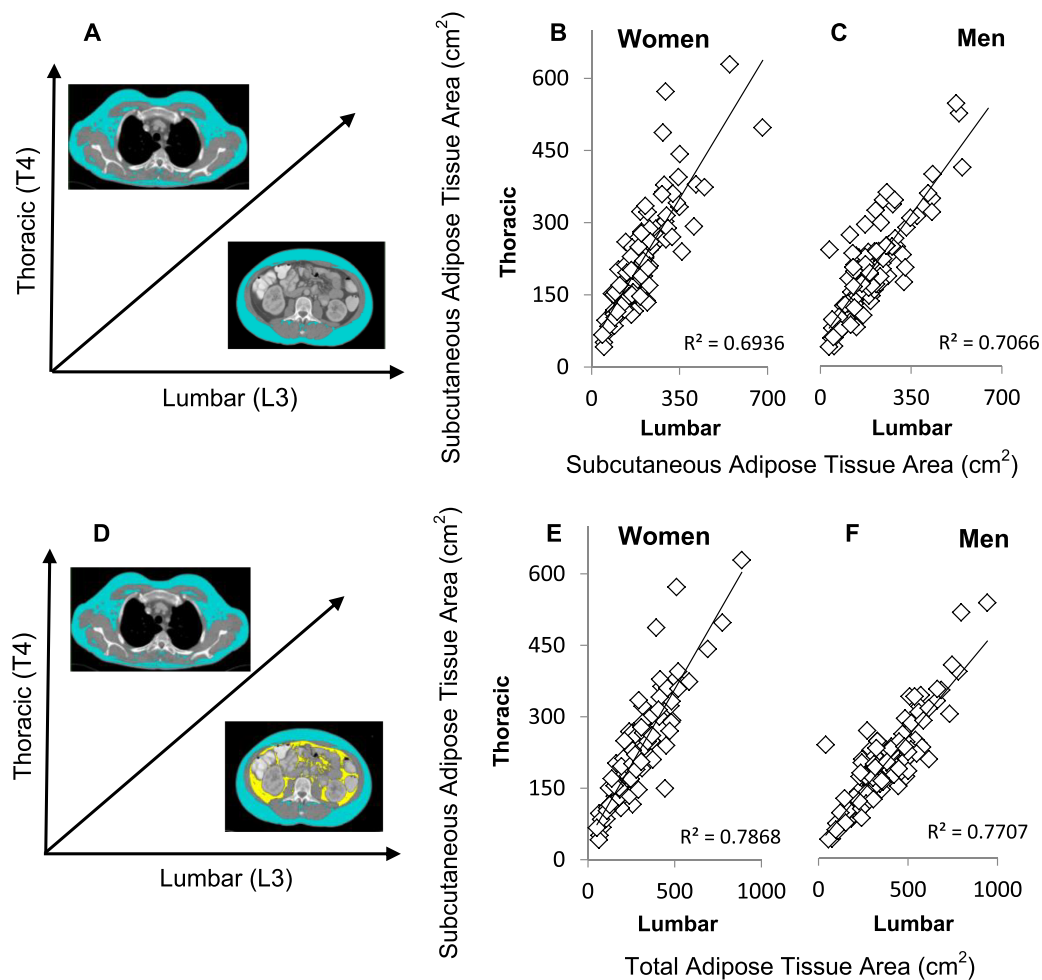 A
Thoracic (T4)
Lumbar (L3)
Subcutaneous Adipose Tissue Area (cm²)
B
Women
Thoracic
600
450
300
150
0
R² = 0.6936
0 350 700
Lumbar
C
Men
R² = 0.7066
0 350 700
Lumbar
Subcutaneous Adipose Tissue Area (cm²)
D
Thoracic (T4)
Lumbar (L3)
Subcutaneous Adipose Tissue Area (cm²)
E
Women
Thoracic
600
450
300
150
0
R² = 0.7868
0 500 1000
Lumbar
F
Men
R² = 0.7707
0 500 1000
Lumbar
Total Adipose Tissue Area (cm²)